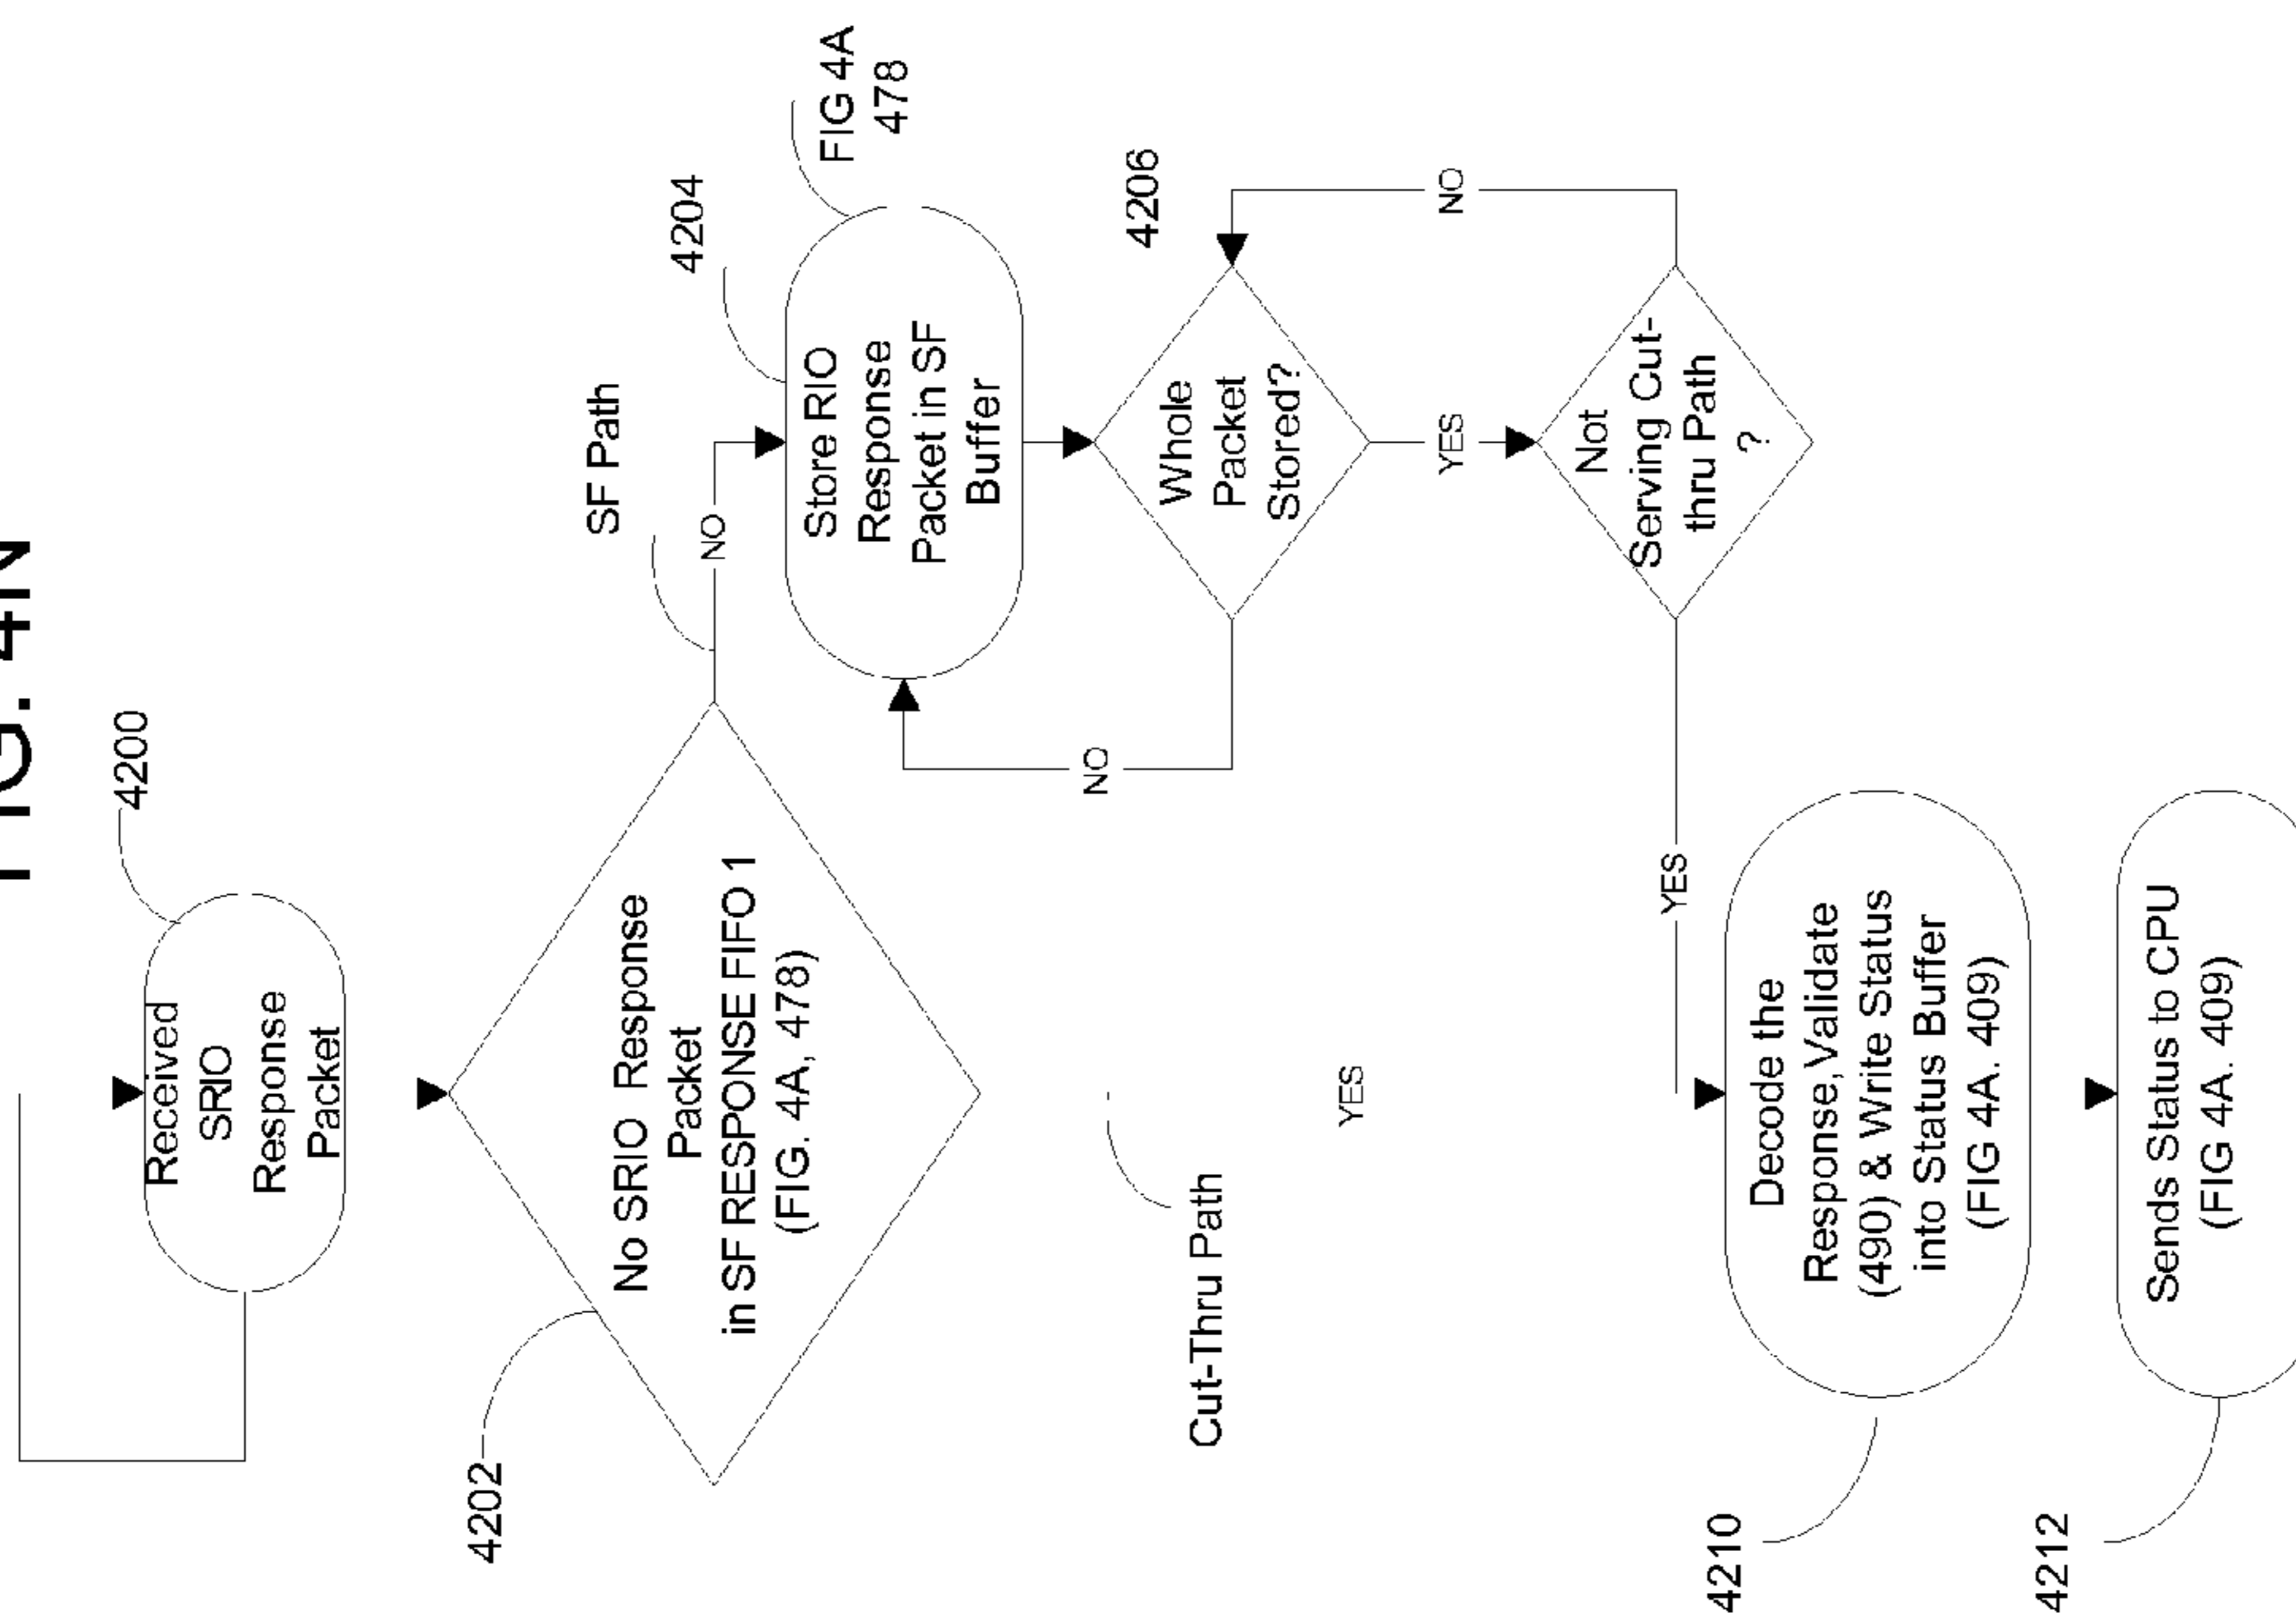 FIG. 4N
4200
Received
SRIO
Response
Packet
4202
No SRIO Response
Packet
in SF RESPONSE FIFO 1
(FIG. 4A, 478)
SF Path
NO
4204
FIG 4A
478
Store RIO
Response
Packet in SF
Buffer
4206
Whole
Packet
Stored?
NO
YES
NO
Not
Serving Cut-
thru Path
?
Cut-Thru Path
YES
YES
4210
Decode the
Response,Validate
(490) & Write Status
into Status Buffer
(FIG 4A. 409)
4212
Sends Status to CPU
(FIG 4A. 409)